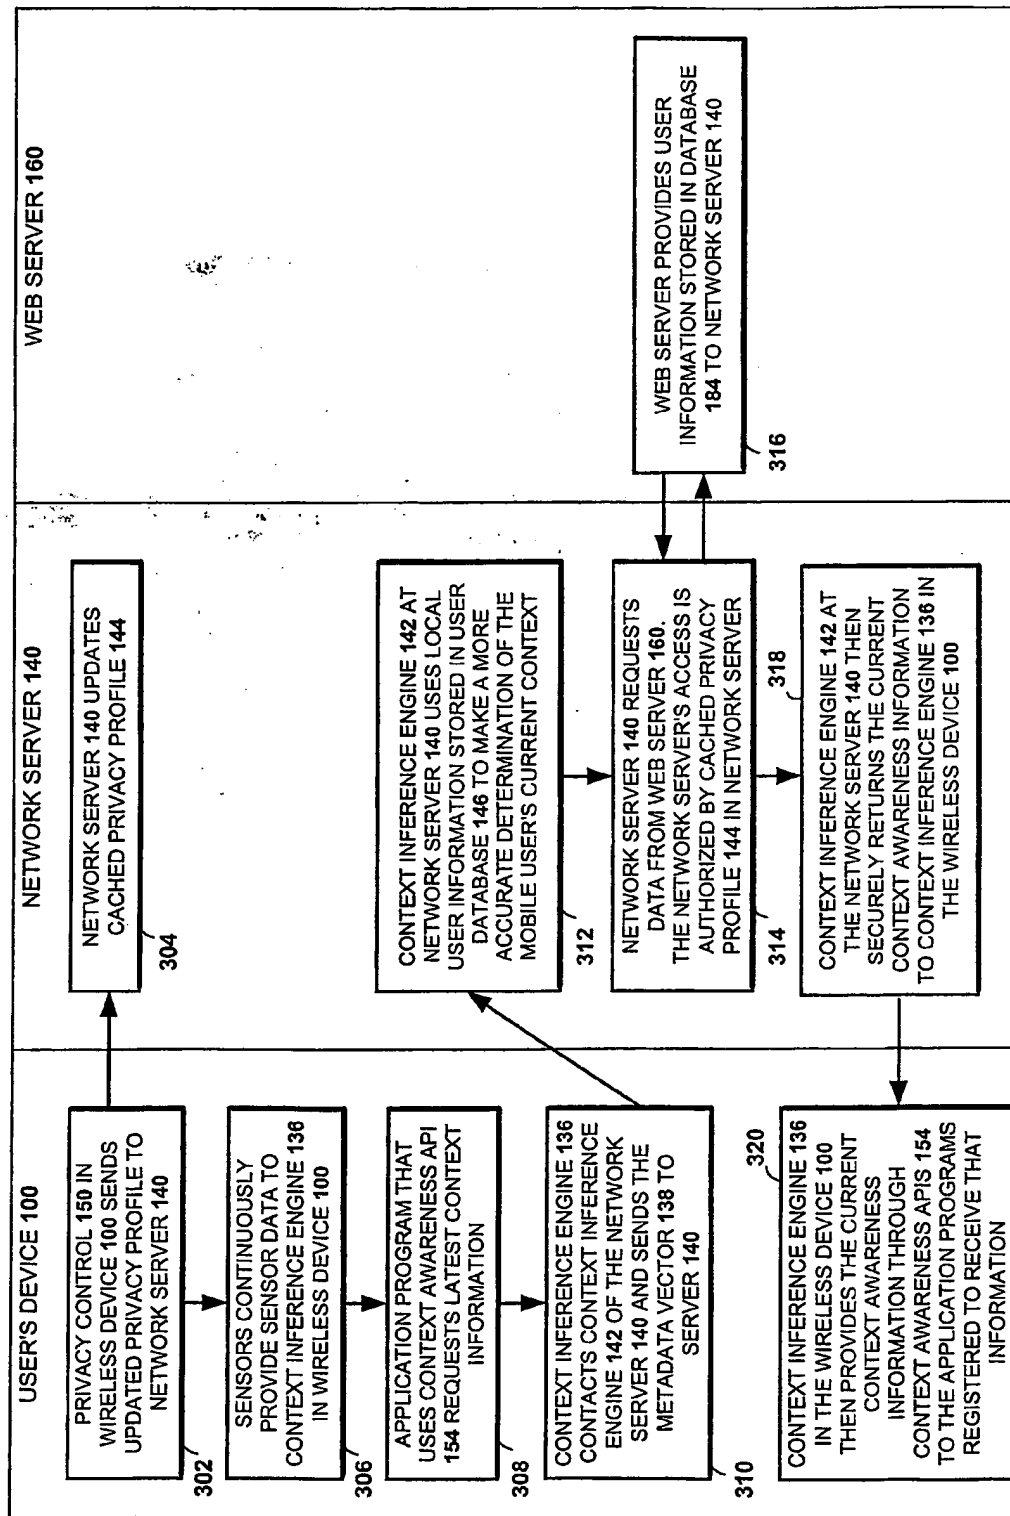 USER'S DEVICE 100
PRIVACY CONTROL 150 IN
WIRELESS DEVICE 100 SENDS
UPDATED PRIVACY PROFILE TO
NETWORK SERVER 140
302
SENSORS CONTINUOUSLY
PROVIDE SENSOR DATA TO
CONTEXT INFERENCE ENGINE 136
IN WIRELESS DEVICE 100
306
APPLICATION PROGRAM THAT
USES CONTEXT AWARENESS API
154 REQUESTS LATEST CONTEXT
INFORMATION
308
CONTEXT INFERENCE ENGINE 136
CONTACTS CONTEXT INFERENCE
ENGINE 142 OF THE NETWORK
SERVER 140 AND SENDS THE
METADATA VECTOR 138 TO
SERVER 140
310
320
CONTEXT INFERENCE ENGINE 136
IN THE WIRELESS DEVICE 100
THEN PROVIDES THE CURRENT
CONTEXT AWARENESS
INFORMATION THROUGH
CONTEXT AWARENESS APIS 154
TO THE APPLICATION PROGRAMS
REGISTERED TO RECEIVE THAT
INFORMATION
NETWORK SERVER 140
NETWORK SERVER 140 UPDATES
CACHED PRIVACY PROFILE 144
304
CONTEXT INFERENCE ENGINE 142 AT
NETWORK SERVER 140 USES LOCAL
USER INFORMATION STORED IN USER
DATABASE 146 TO MAKE A MORE
ACCURATE DETERMINATION OF THE
MOBILE USER'S CURRENT CONTEXT
312
NETWORK SERVER 140 REQUESTS
DATA FROM WEB SERVER 160.
THE NETWORK SERVER'S ACCESS IS
AUTHORIZED BY CACHED PRIVACY
PROFILE 144 IN NETWORK SERVER
314
318
CONTEXT INFERENCE ENGINE 142 AT
THE NETWORK SERVER 140 THEN
SECURELY RETURNS THE CURRENT
CONTEXT AWARENESS INFORMATION
TO CONTEXT INFERENCE ENGINE 136 IN
THE WIRELESS DEVICE 100
WEB SERVER 160
WEB SERVER PROVIDES USER
INFORMATION STORED IN DATABASE
184 TO NETWORK SERVER 140
316